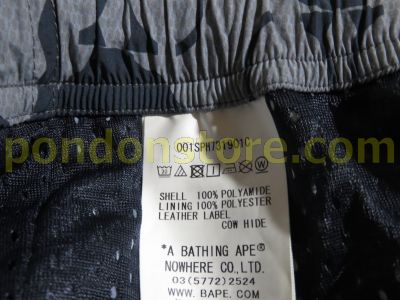 001SPH731901C
pondonstore.com
SHELL 100%POLYAMIDE
LINING 100%POLYESTER
LEATHER LABEL
COW HIDE
*A BATHING APE®
NOWHERE CO.,LTD.
03(5772)2524
WWW.BAPE.COM